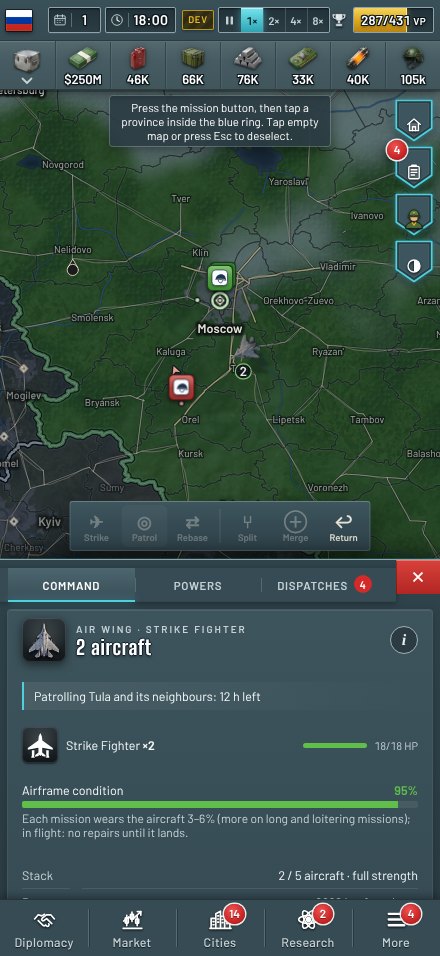 1
18:00
DEV
1×
2×
4×
8×
287/431 VP
$250M
46K
66K
76K
33K
40K
105k
Press the mission button, then tap a
province inside the blue ring. Tap empty
map or press Esc to deselect.
4
Novgorod
Yaroslavl
Tver
Ivanovo
Nelidovo
Klin
Vladimir
Orekhovo-Zuevo
Smolensk
Moscow
Kaluga
Ryazan
2
Mogilev
Bryansk
Orel
Lipetsk
Tambov
Kursk
Sumy
Voronezh
Kyiv
Cherkasy
Strike
Patrol
Rebase
Split
Merge
Return
COMMAND
POWERS
DISPATCHES 4
AIR WING · STRIKE FIGHTER
2 aircraft
i
Patrolling Tula and its neighbours: 12 h left
Strike Fighter ×2
18/18 HP
Airframe condition
95%
Each mission wears the aircraft 3–6% (more on long and loitering missions);
in flight: no repairs until it lands.
Stack
2 / 5 aircraft · full strength
Diplomacy
Market
14
Cities
2
Research
4
More